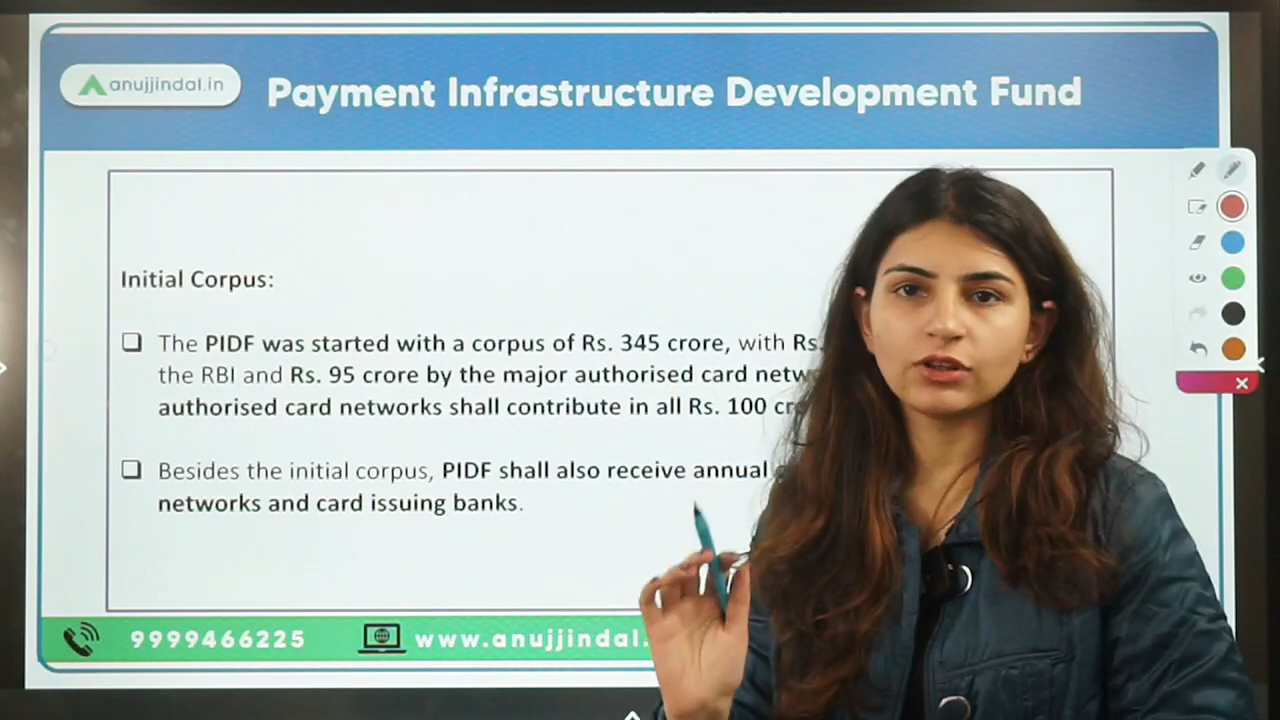 anujjindal.in
Payment Infrastructure Development Fund
Initial Corpus:
The PIDF was started with a corpus of Rs. 345 crore, with Rs.
the RBI and Rs. 95 crore by the major authorised card
authorised card networks shall contribute in all Rs. 100
Besides the initial corpus, PIDF shall also receive annual
networks and card issuing banks.
9999466225
www.anujjindal.